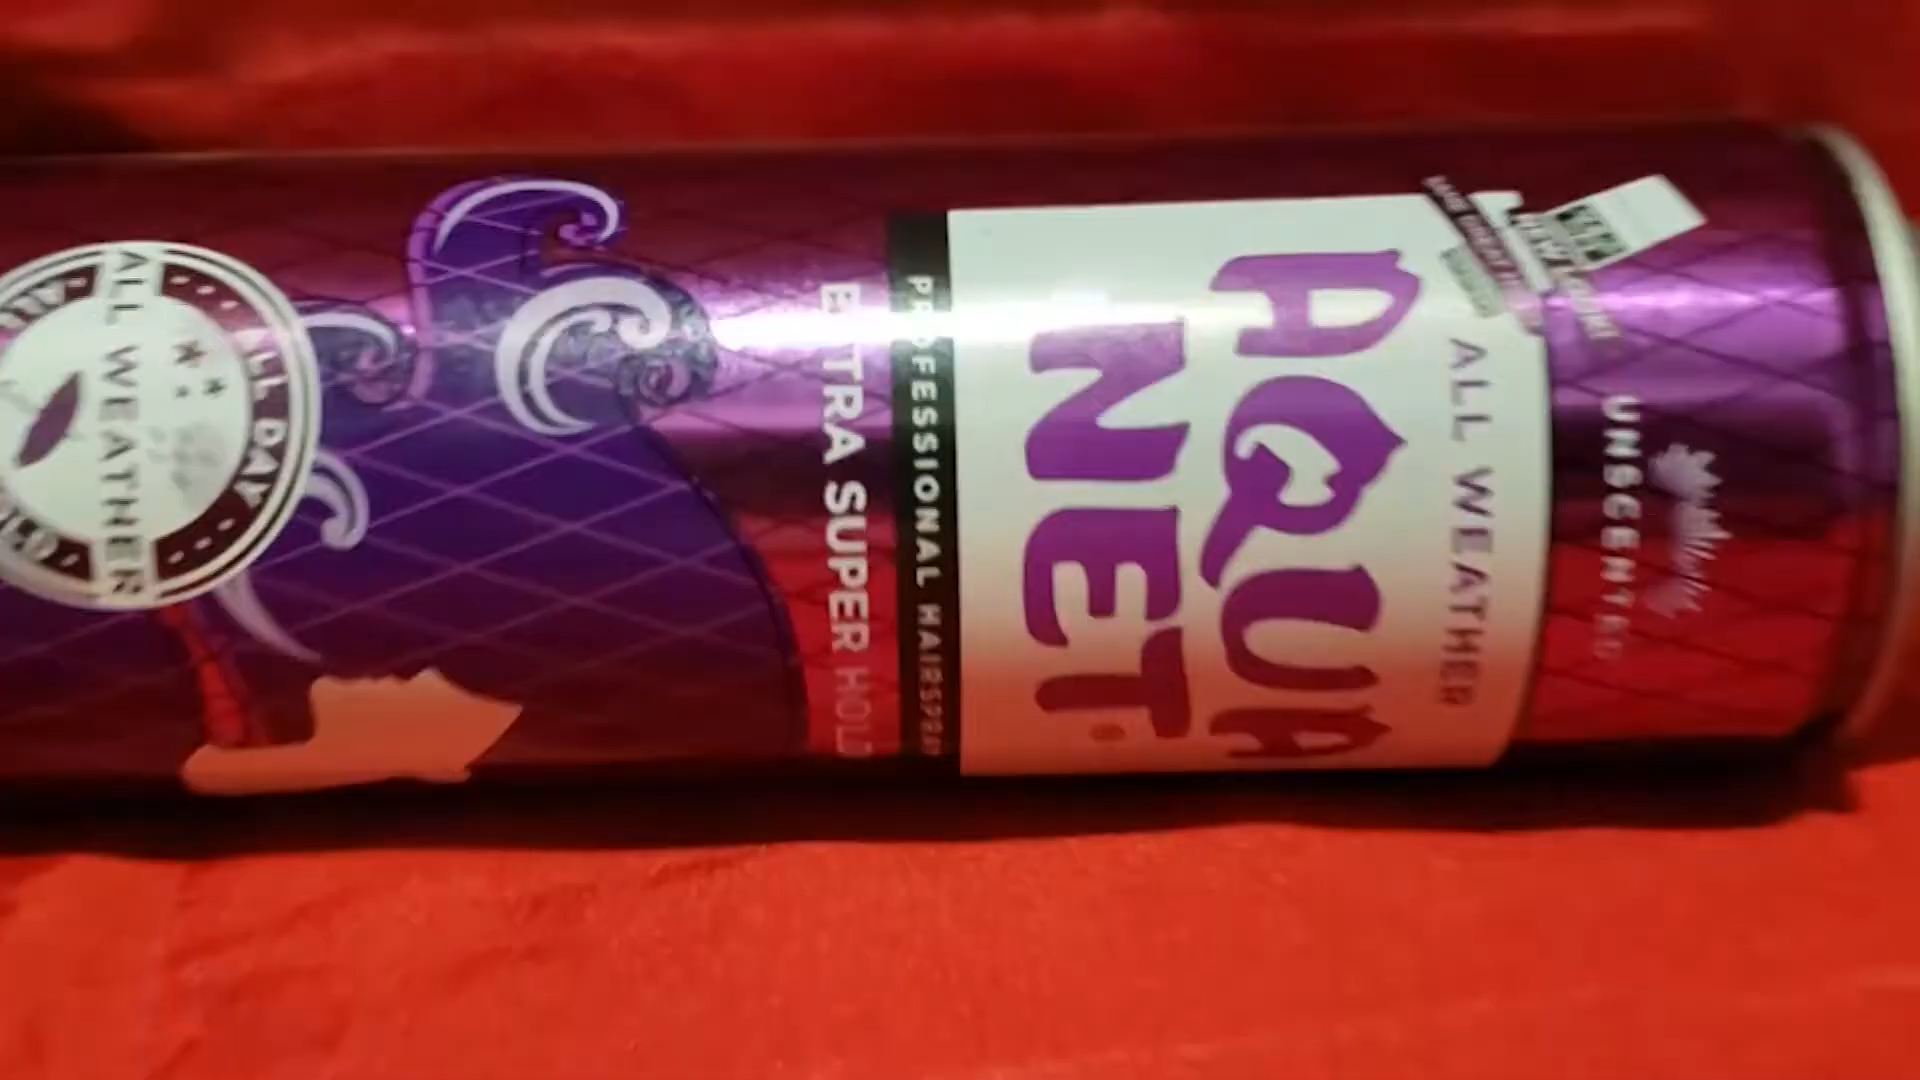 UNSCENTED
ALL WEATHER
AQUA
NET
PROFESSIONAL HAIRSPRAY
EXTRA SUPER HOLD
ALL DAY
ALL WEATHER